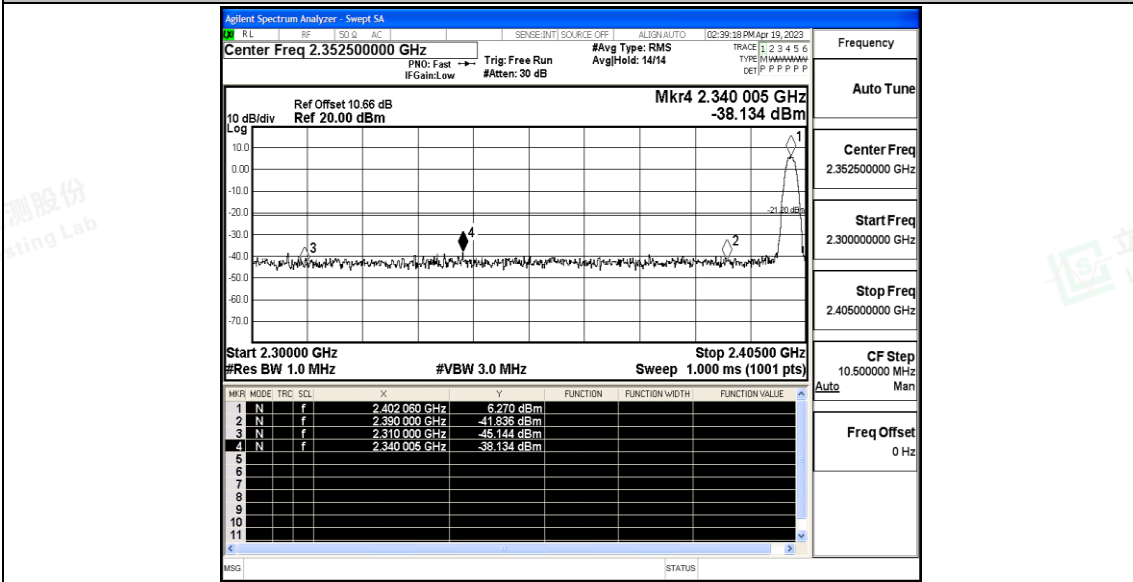 Agilent Spectrum Analyzer - Swept SA
RL RF 50 Ω AC SENSE:INT SOURCE OFF ALIGN AUTO 02:39:18 PM Apr 19, 2023
Center Freq 2.352500000 GHz
PNO: Fast
IFGain:Low
Trig: Free Run
#Atten: 30 dB
#Avg Type: RMS
Avg|Hold: 14/14
TRACE 1 2 3 4 5 6
TYPE M
DET P P P P P P
Mkr4 2.340 005 GHz
-38.134 dBm
Ref Offset 10.66 dB
10 dB/div Ref 20.00 dBm
Log
10.0
0.00
-10.0
-20.0
-30.0
-40.0
-50.0
-60.0
-70.0
1
2
3
4
-21.20 dBm
Start 2.30000 GHz Stop 2.40500 GHz
#Res BW 1.0 MHz #VBW 3.0 MHz Sweep 1.000 ms (1001 pts)
MKR MODE TRC SCL X Y FUNCTION FUNCTION WIDTH FUNCTION VALUE
1 N f 2.402 060 GHz 6.270 dBm
2 N f 2.390 000 GHz -41.836 dBm
3 N f 2.310 000 GHz -45.144 dBm
4 N f 2.340 005 GHz -38.134 dBm
5
6
7
8
9
10
11
MSG STATUS
Frequency
Auto Tune
Center Freq
2.352500000 GHz
Start Freq
2.300000000 GHz
Stop Freq
2.405000000 GHz
CF Step
10.500000 MHz
Auto Man
Freq Offset
0 Hz
测股份
sting Lab
立